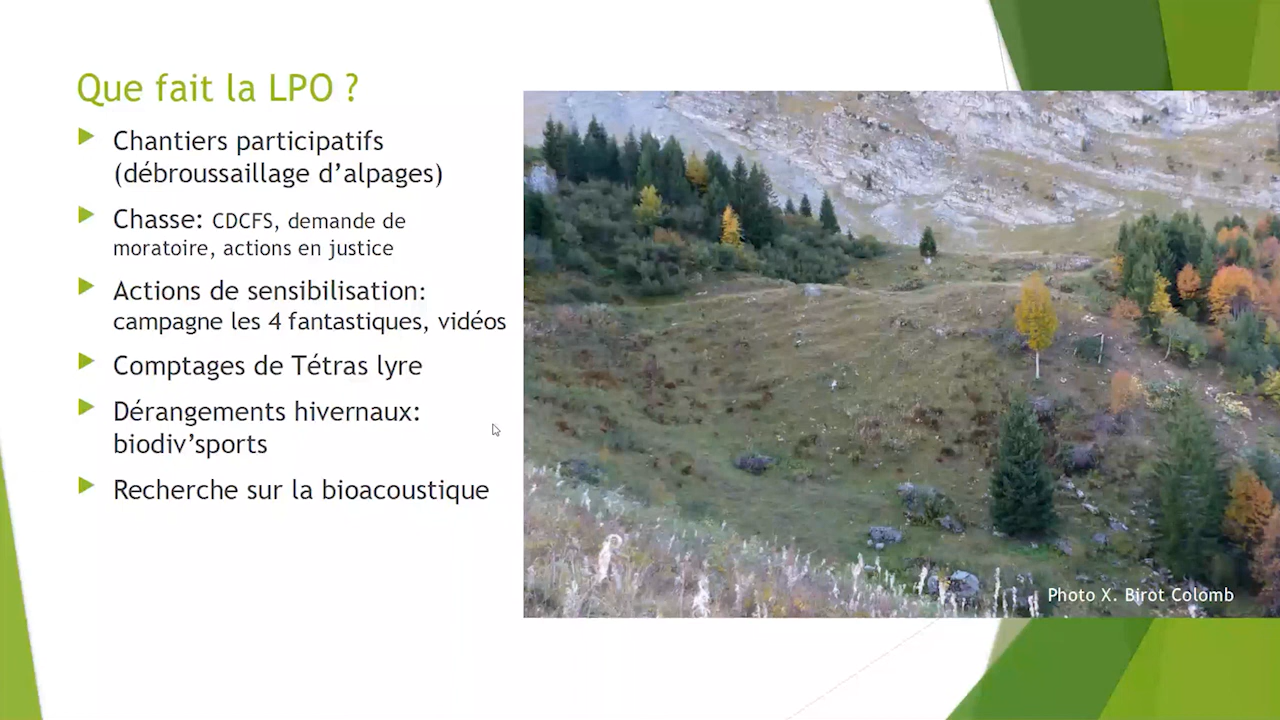 Que fait la LPO ?
Chantiers participatifs
(débroussaillage d’alpages)
Chasse: CDCFS, demande de
moratoire, actions en justice
Actions de sensibilisation:
campagne les 4 fantastiques, vidéos
Comptages de Tétras lyre
Dérangements hivernaux:
biodiv’sports
Recherche sur la bioacoustique
Photo X. Birot Colomb